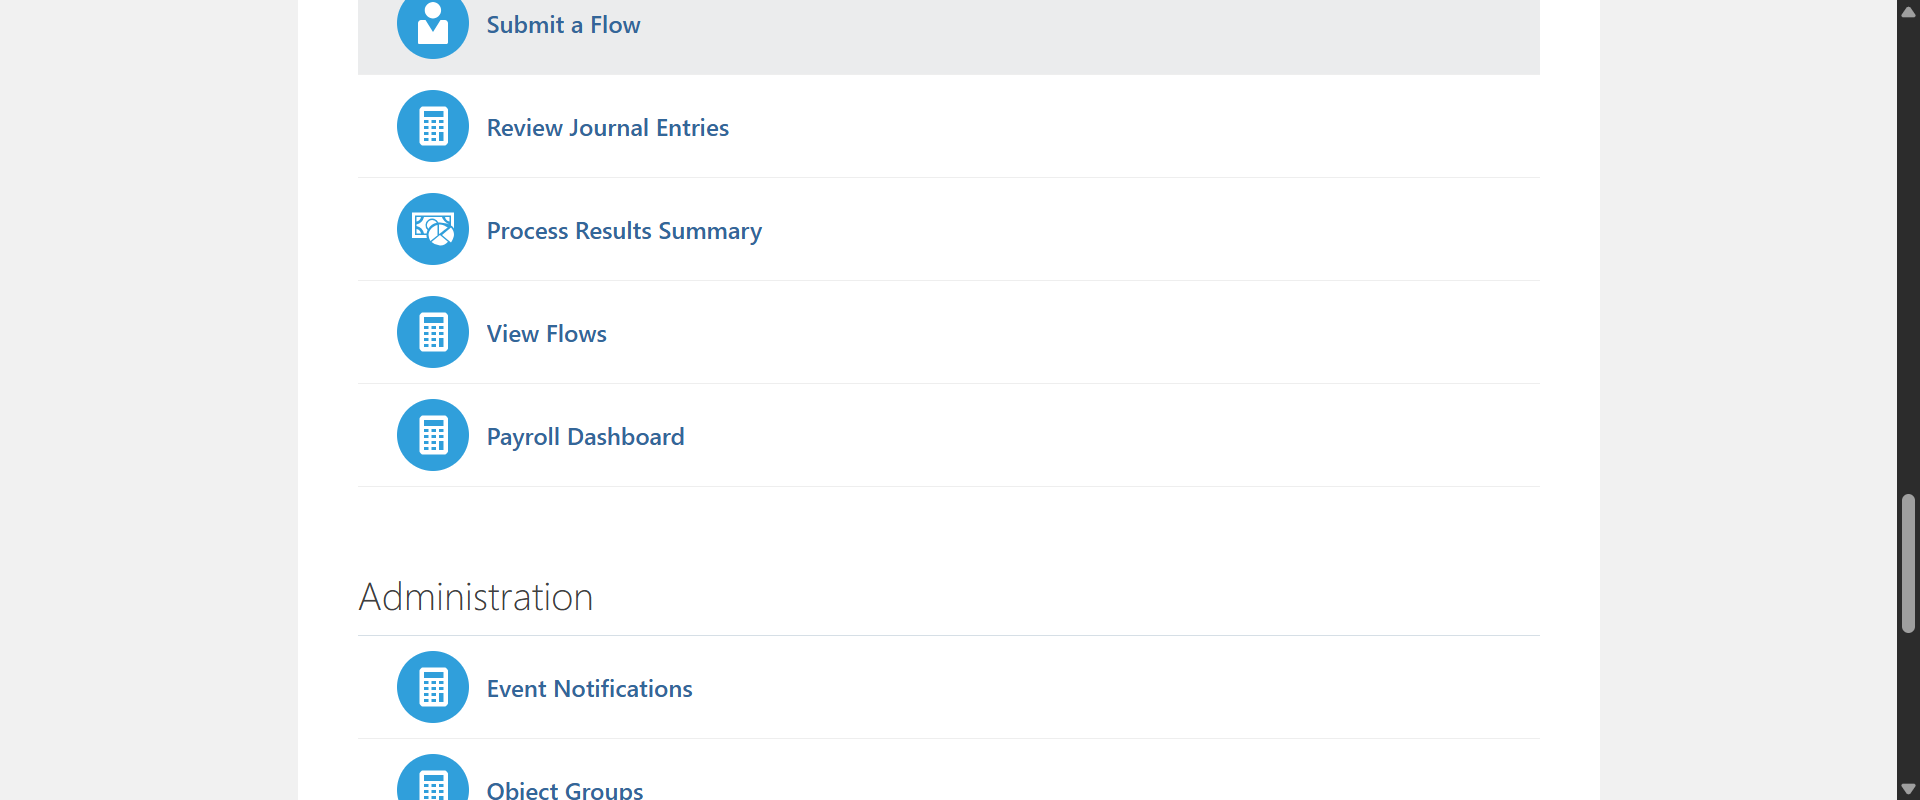 Submit a Flow
Review Journal Entries
Process Results Summary
View Flows
Payroll Dashboard
Administration
Event Notifications
Object Groups